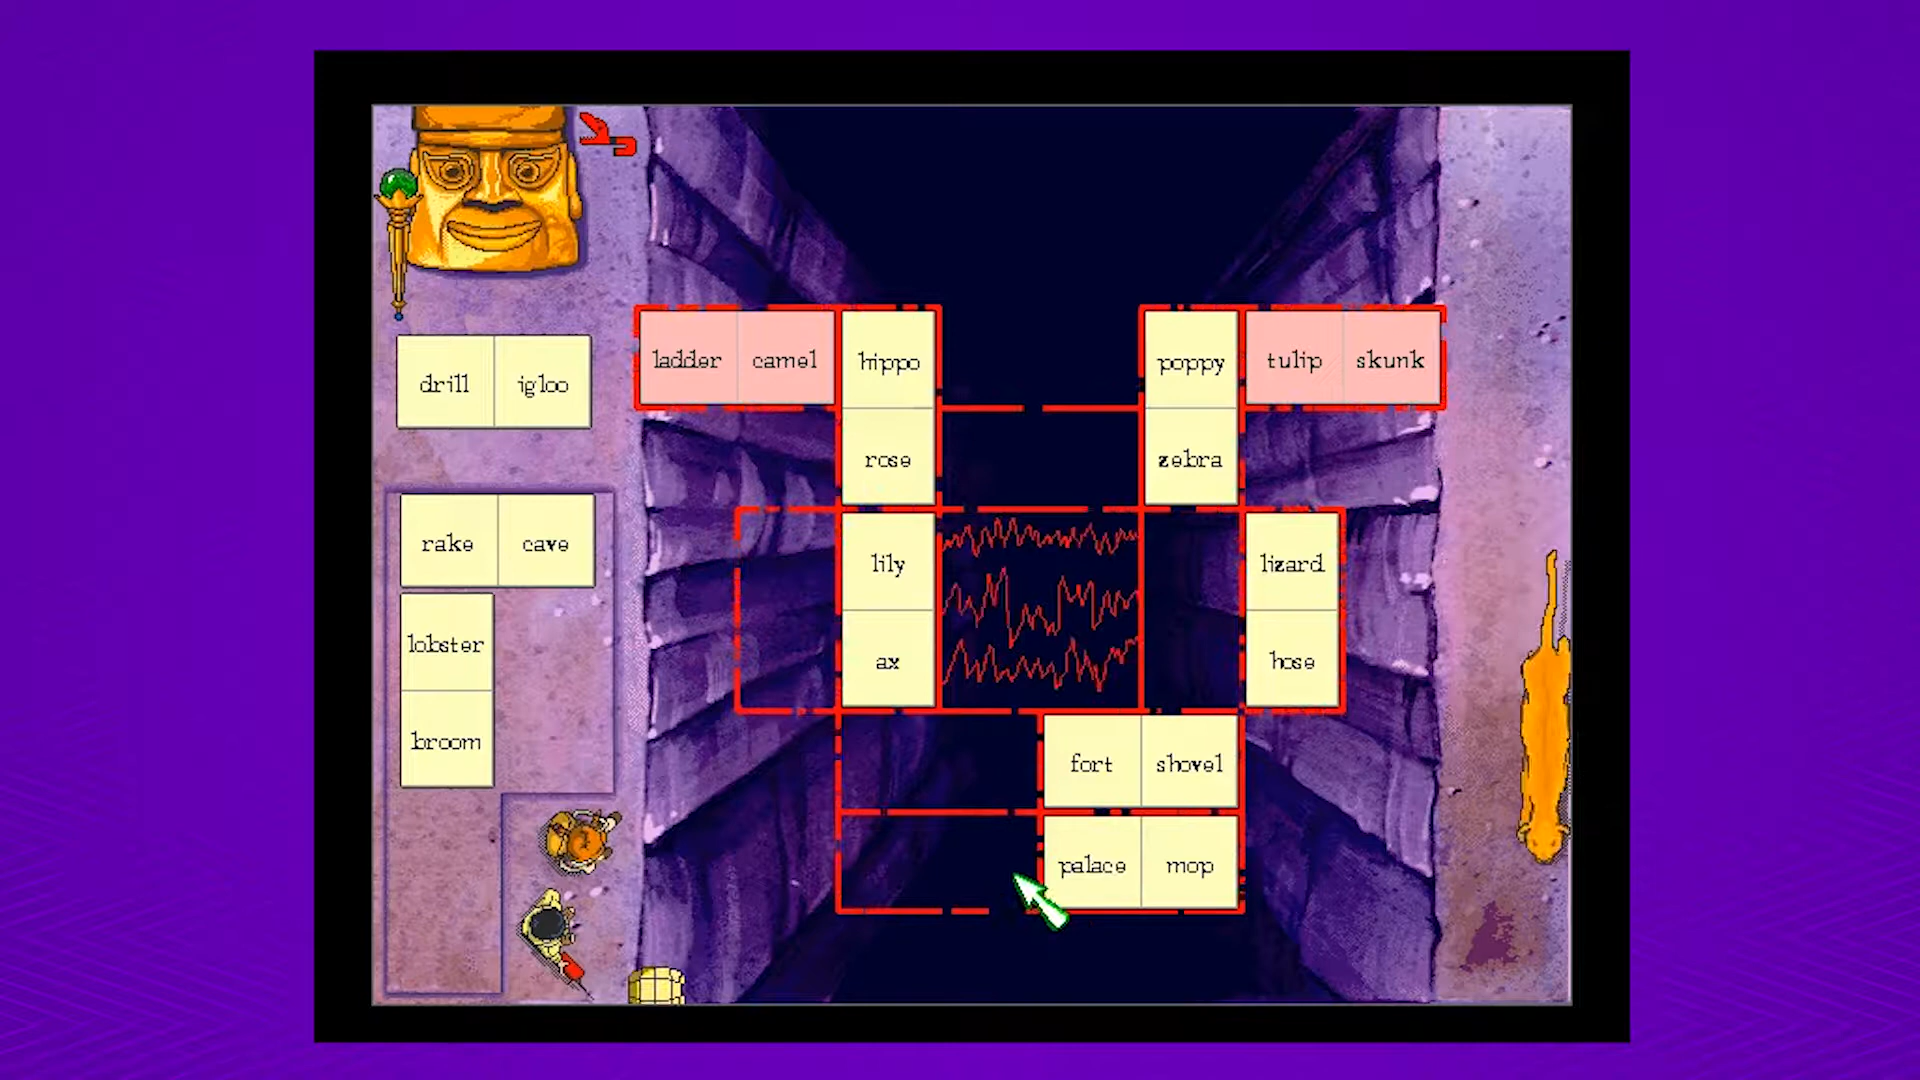 ladder camel hippo poppy tulip skunk
drill igloo
rose zebra
rake cave lily lizard
lobster ax hose
broom fort shovel
palace mop